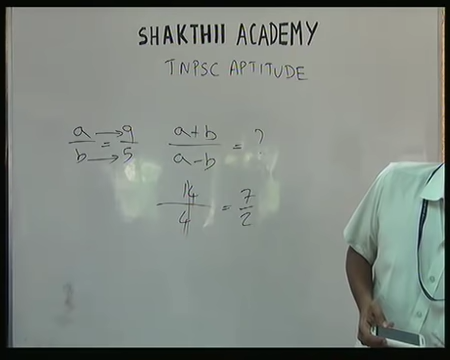 SHAKTHII ACADEMY
TNPSC APTITUDE
a/b = 9/5 (a+b)/(a-b) = ?
14/4 = 7/2